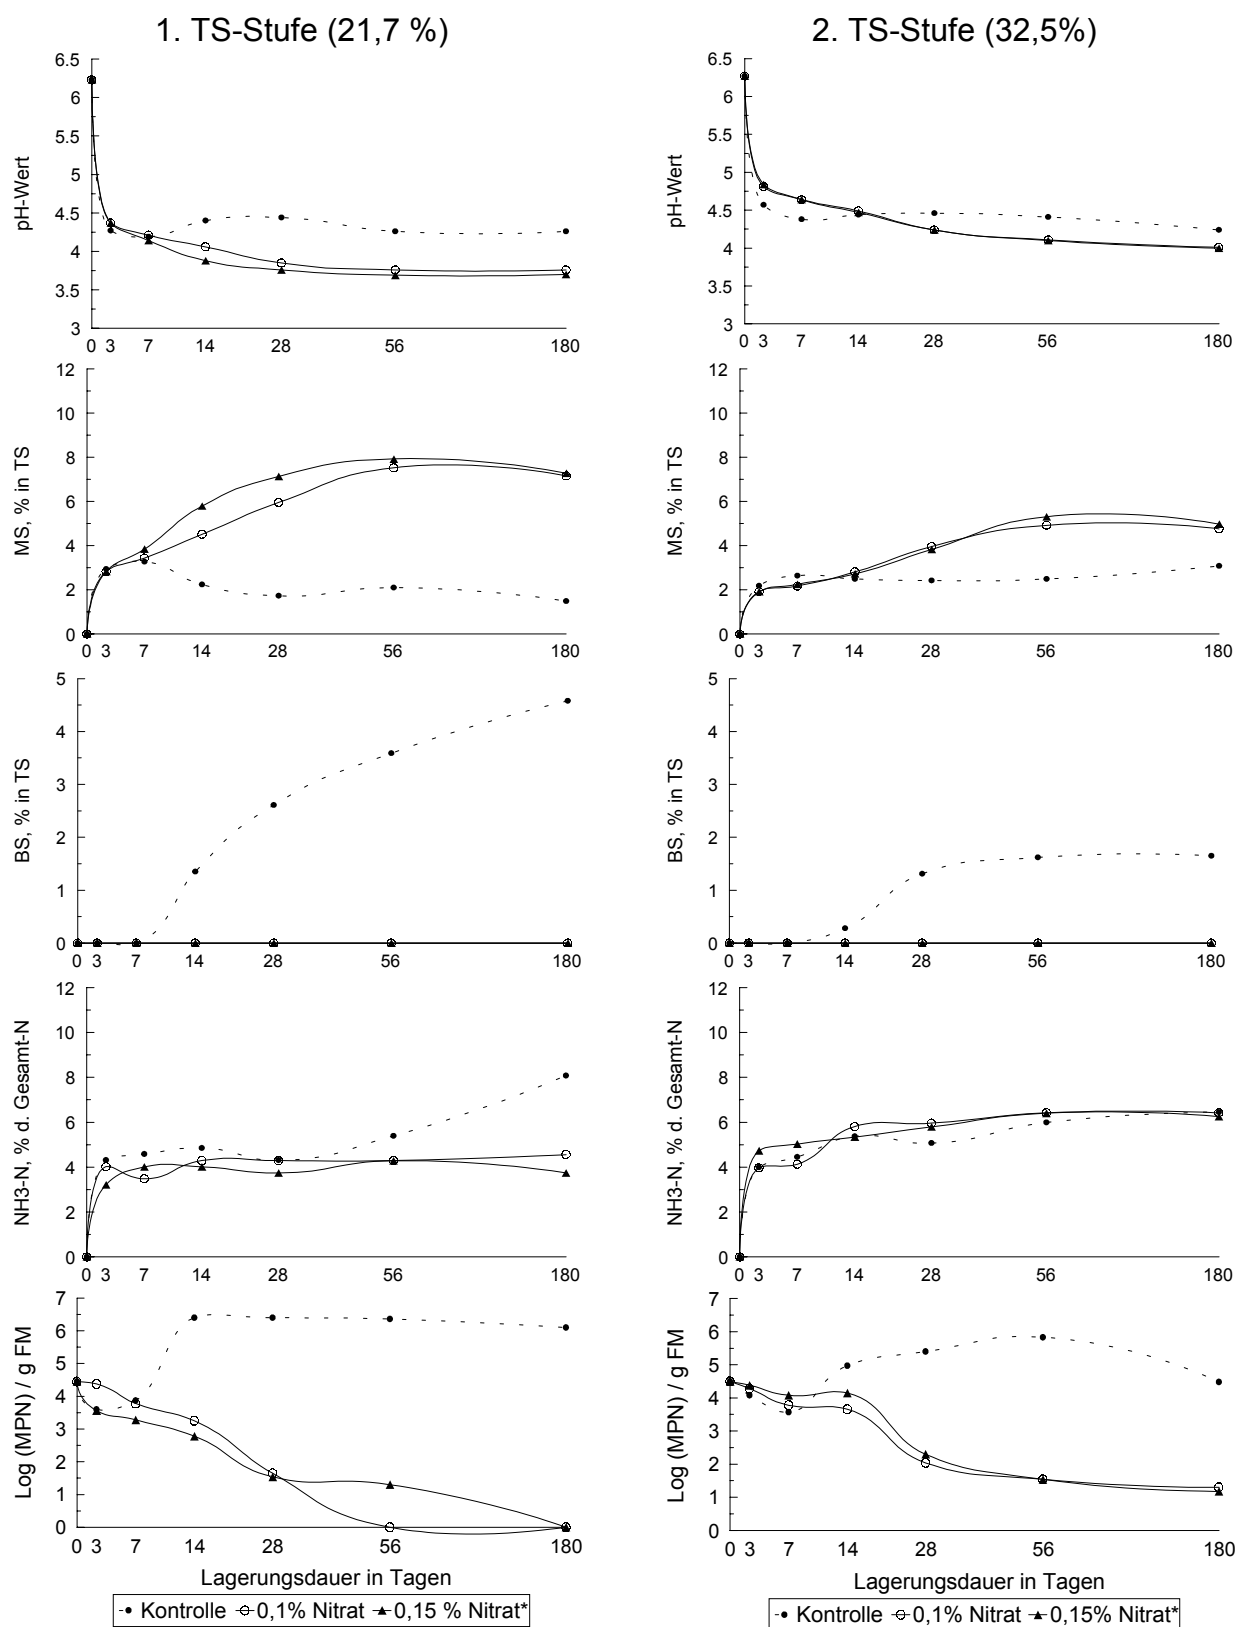 1. TS-Stufe (21,7 %)
6.5
6
5.5
5
4.5
4
3.5
3
pH-Wert
0 3 7 14 28 56 180
12
10
8
6
4
2
0
MS, % in TS
0 3 7 14 28 56 180
5
4
3
2
1
0
BS, % in TS
0 3 7 14 28 56 180
12
10
8
6
4
2
0
NH3-N, % d. Gesamt-N
0 3 7 14 28 56 180
7
6
5
4
3
2
1
0
Log (MPN) / g FM
0 3 7 14 28 56 180
Lagerungsdauer in Tagen
Kontrolle 0,1% Nitrat 0,15 % Nitrat*
2. TS-Stufe (32,5%)
6.5
6
5.5
5
4.5
4
3.5
3
pH-Wert
0 3 7 14 28 56 180
12
10
8
6
4
2
0
MS, % in TS
0 3 7 14 28 56 180
5
4
3
2
1
0
BS, % in TS
0 3 7 14 28 56 180
12
10
8
6
4
2
0
NH3-N, % d. Gesamt-N
0 3 7 14 28 56 180
7
6
5
4
3
2
1
0
Log (MPN) / g FM
0 3 7 14 28 56 180
Lagerungsdauer in Tagen
Kontrolle 0,1% Nitrat 0,15% Nitrat*